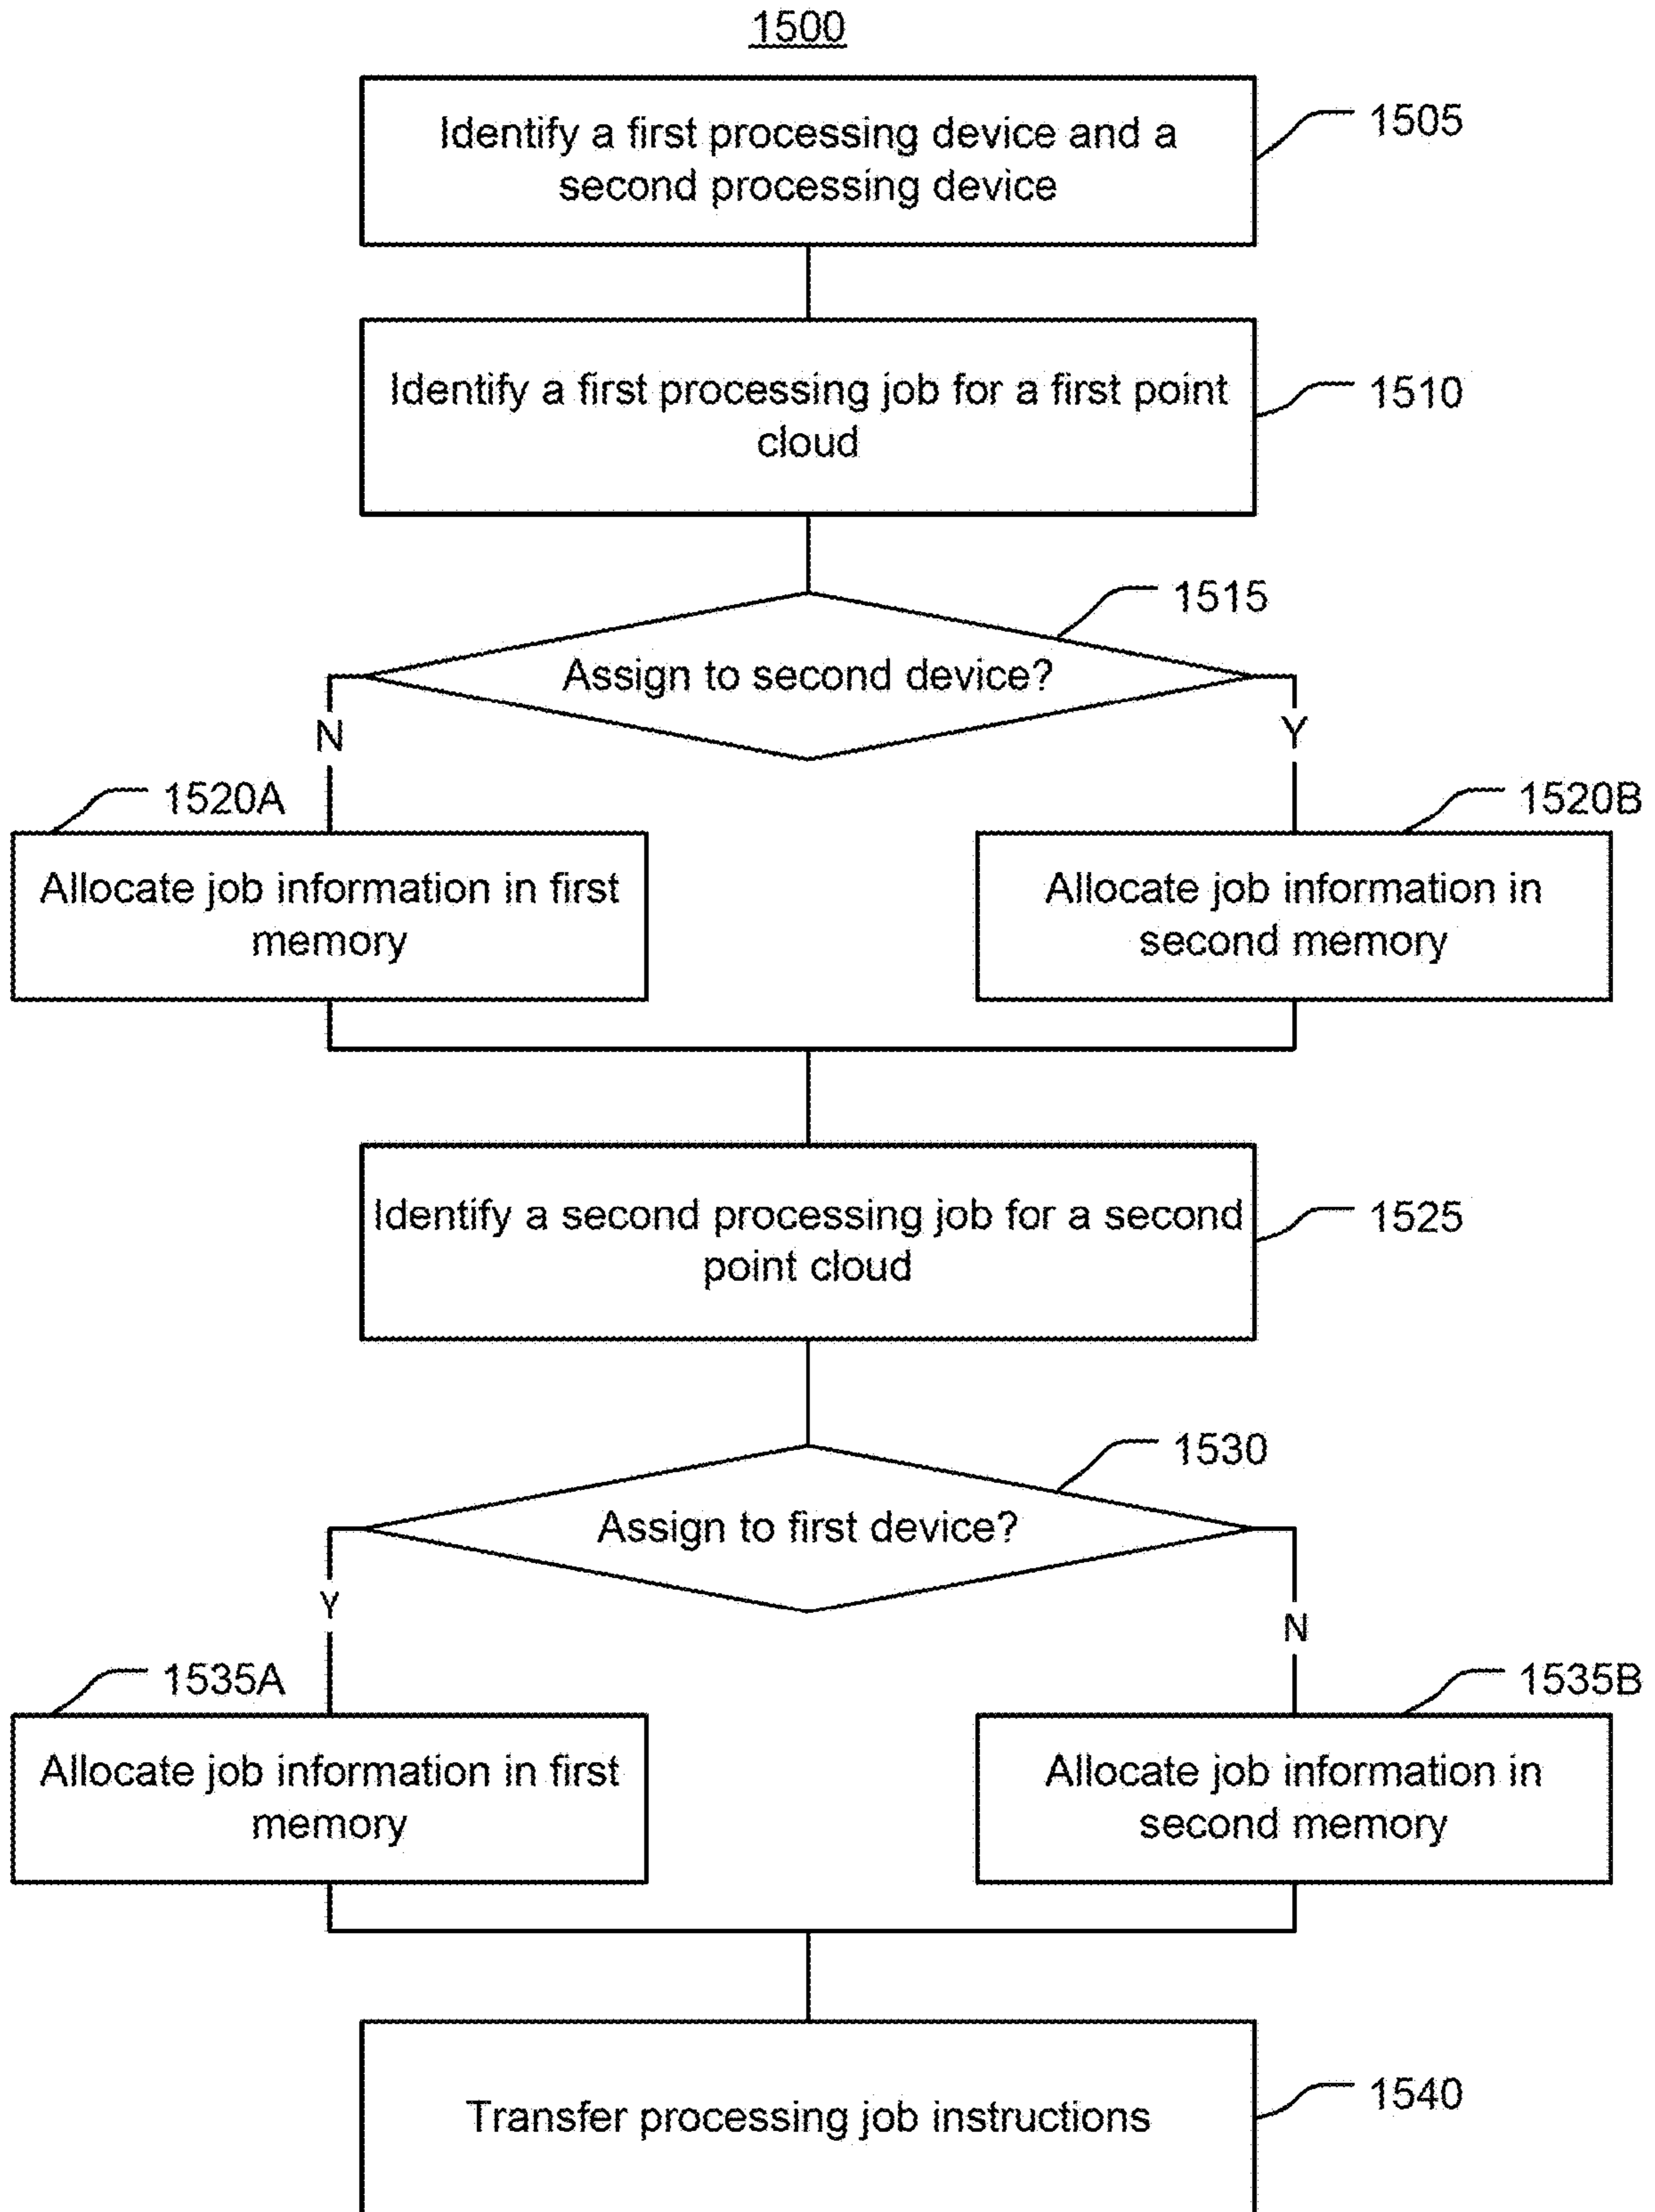 1500
Identify a first processing device and a
second processing device
1505
Identify a first processing job for a first point
cloud
1510
1515
Assign to second device?
N
Y
1520A
1520B
Allocate job information in first
memory
Allocate job information in
second memory
Identify a second processing job for a second
point cloud
1525
1530
Assign to first device?
Y
N
1535A
1535B
Allocate job information in first
memory
Allocate job information in
second memory
Transfer processing job instructions
1540